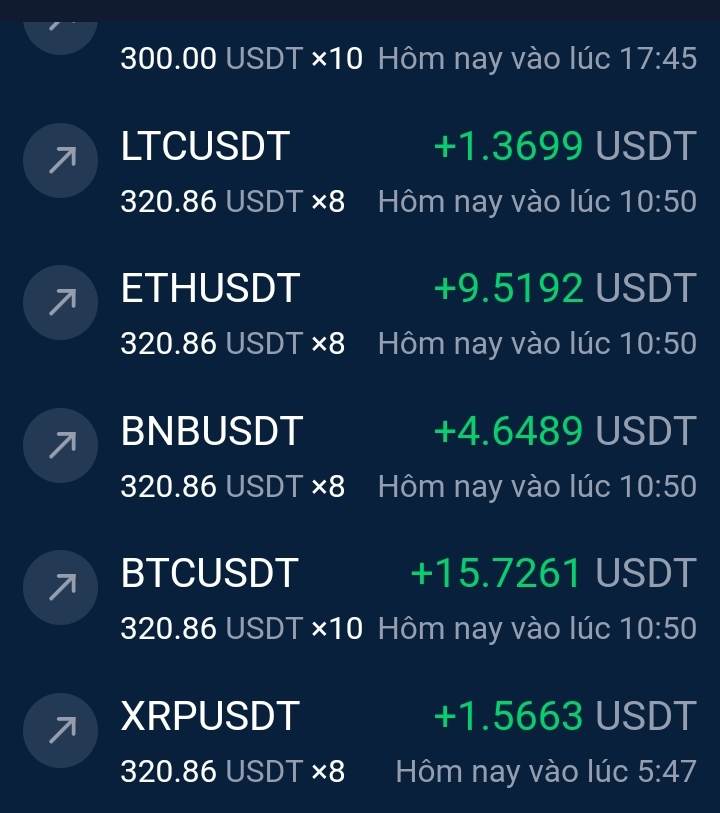 300.00 USDT ×10 Hôm nay vào lúc 17:45
LTCUSDT +1.3699 USDT
320.86 USDT ×8 Hôm nay vào lúc 10:50
ETHUSDT +9.5192 USDT
320.86 USDT ×8 Hôm nay vào lúc 10:50
BNBUSDT +4.6489 USDT
320.86 USDT ×8 Hôm nay vào lúc 10:50
BTCUSDT +15.7261 USDT
320.86 USDT ×10 Hôm nay vào lúc 10:50
XRPUSDT +1.5663 USDT
320.86 USDT ×8 Hôm nay vào lúc 5:47